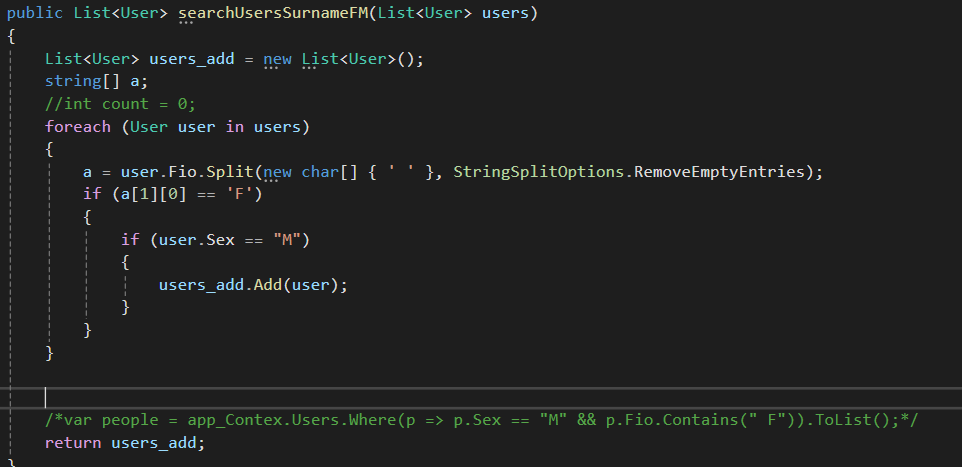 public List<User> searchUsersSurnameFM(List<User> users)
{
List<User> users_add = new List<User>();
string[] a;
//int count = 0;
foreach (User user in users)
{
a = user.Fio.Split(new char[] { ' ' }, StringSplitOptions.RemoveEmptyEntries);
if (a[1][0] == 'F')
{
if (user.Sex == "M")
{
users_add.Add(user);
}
}
}
/*var people = app_Contex.Users.Where(p => p.Sex == "M" && p.Fio.Contains(" F")).ToList();*/
return users_add;
}